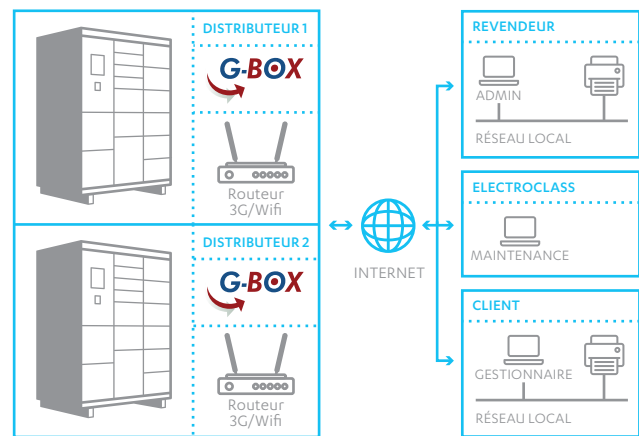 DISTRIBUTEUR 1
G-BOX
Routeur
3G/Wifi
DISTRIBUTEUR 2
G-BOX
Routeur
3G/Wifi
INTERNET
REVENDEUR
ADMIN
RÉSEAU LOCAL
ELECTROCLASS
MAINTENANCE
CLIENT
GESTIONNAIRE
RÉSEAU LOCAL